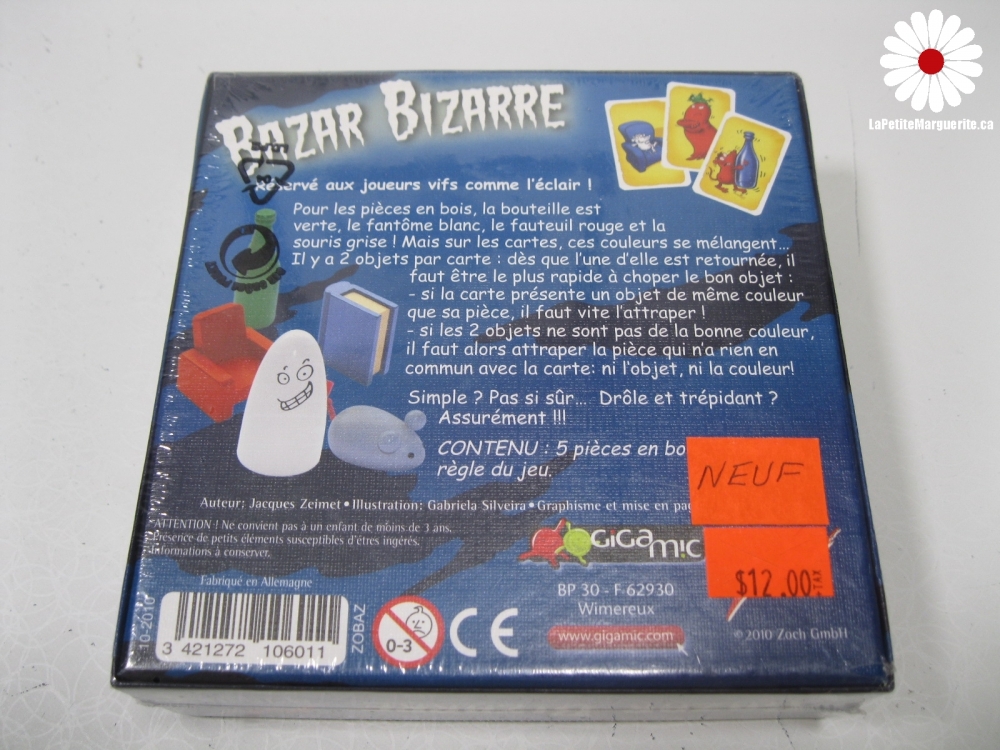 LaPetiteMarguerite.ca
BAZAR BIZARRE
Réservé aux joueurs vifs comme l'éclair !
Pour les pièces en bois, la bouteille est
verte, le fantôme blanc, le fauteuil rouge et la
souris grise ! Mais sur les cartes, ces couleurs se mélangent...
Il y a 2 objets par carte : dès que l'une d'elle est retournée, il
faut être le plus rapide à choper le bon objet :
- si la carte présente un objet de même couleur
que sa pièce, il faut vite l'attraper !
- si les 2 objets ne sont pas de la bonne couleur,
il faut alors attraper la pièce qui n'a rien en
commun avec la carte: ni l'objet, ni la couleur!
Simple ? Pas si sûr... Drôle et trépidant ?
Assurément !!!
CONTENU : 5 pièces en bo
règle du jeu.
NEUF
Auteur: Jacques Zeimet • Illustration: Gabriela Silveira • Graphisme et mise en pag
ATTENTION ! Ne convient pas à un enfant de moins de 3 ans.
Présence de petits éléments susceptibles d'êtres ingérés.
Informations à conserver.
GIGAMIC
$12.00
TAX
Fabriqué en Allemagne
BP 30 - F-62930
Wimereux
www.gigamic.com
© 2010 Zoch GmbH
0-2010
3 421272 106011
ZOBAZ
0-3
CE